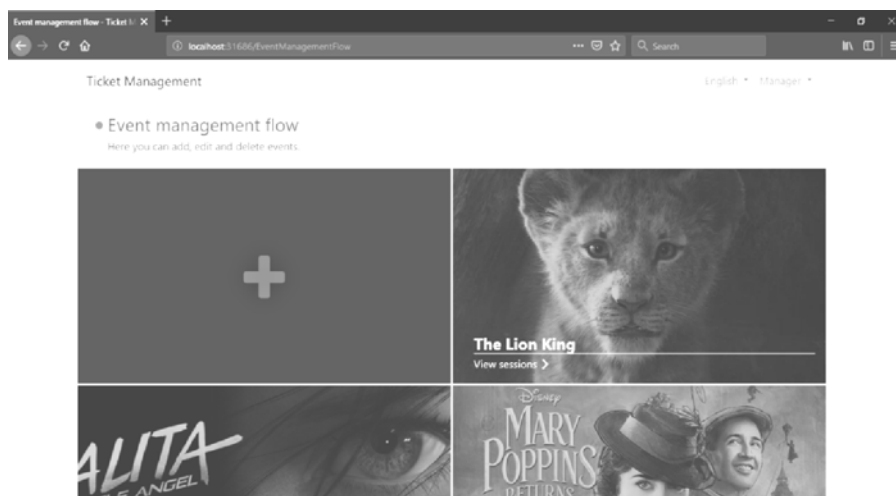 Event management flow - Ticket M
localhost:31686/EventManagementFlow
Search
Ticket Management
English
Manager
Event management flow
Here you can add, edit and delete events.
The Lion King
View sessions
Disney
ALITA
MARY
POPPINS
ANGEL
RETURNS